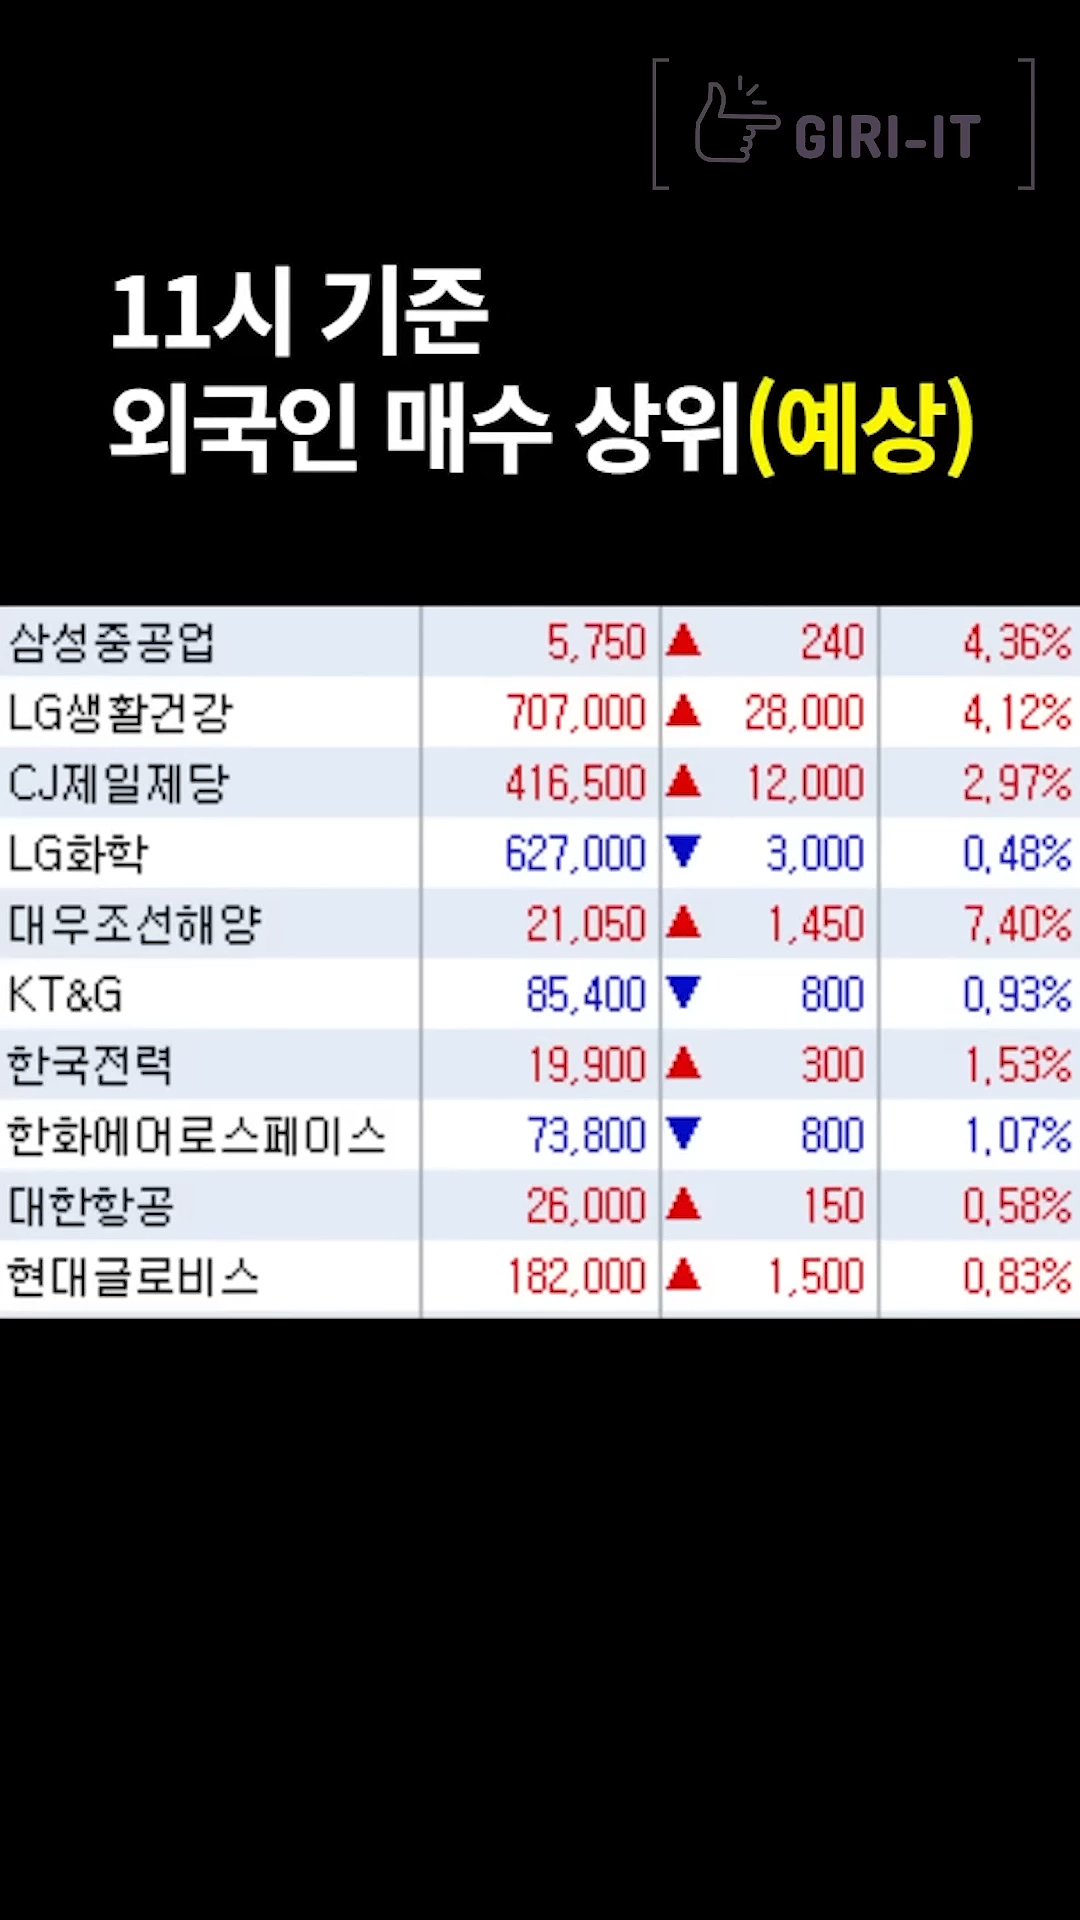 GIRI-IT
11시 기준
외국인 매수 상위(예상)
삼성중공업 5,750 ▲ 240 4.36%
LG생활건강 707,000 ▲ 28,000 4.12%
CJ제일제당 416,500 ▲ 12,000 2.97%
LG화학 627,000 ▼ 3,000 0.48%
대우조선해양 21,050 ▲ 1,450 7.40%
KT&G 85,400 ▼ 800 0.93%
한국전력 19,900 ▲ 300 1.53%
한화에어로스페이스 73,800 ▼ 800 1.07%
대한항공 26,000 ▲ 150 0.58%
현대글로비스 182,000 ▲ 1,500 0.83%